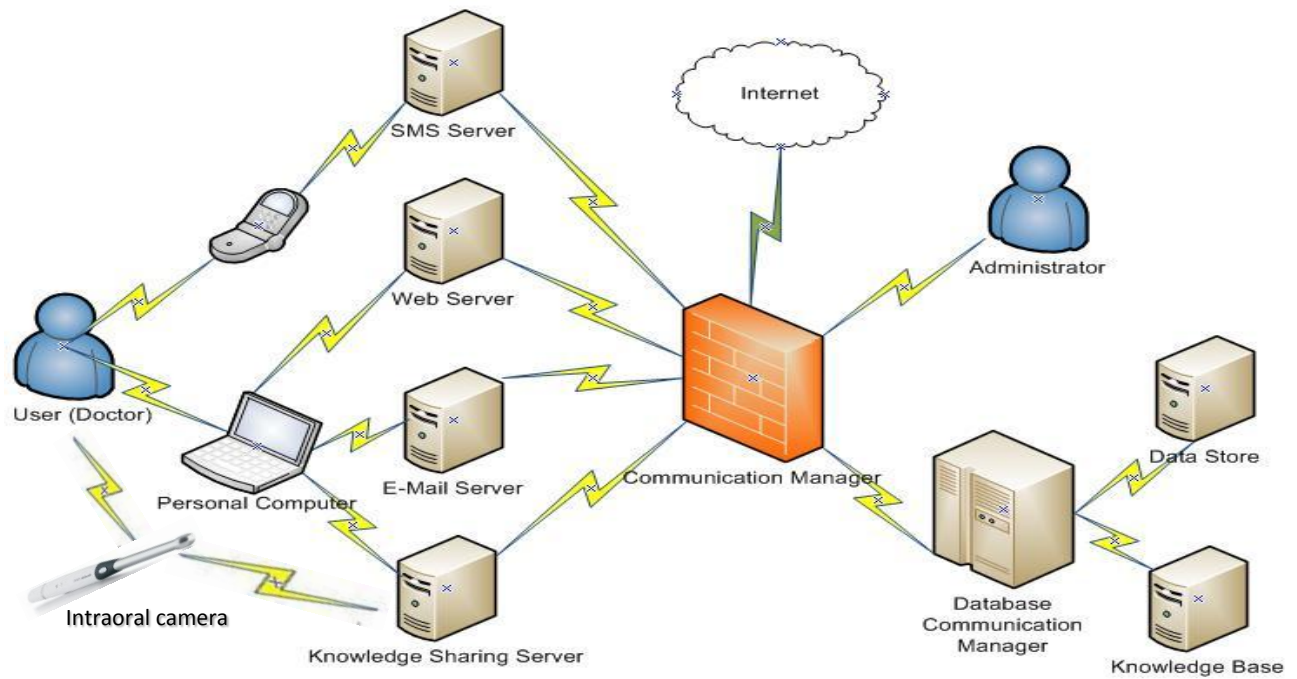 SMS Server
Internet
Administrator
Web Server
User (Doctor)
Personal Computer
E-Mail Server
Communication Manager
Data Store
Intraoral camera
Knowledge Sharing Server
Database
Communication
Manager
Knowledge Base